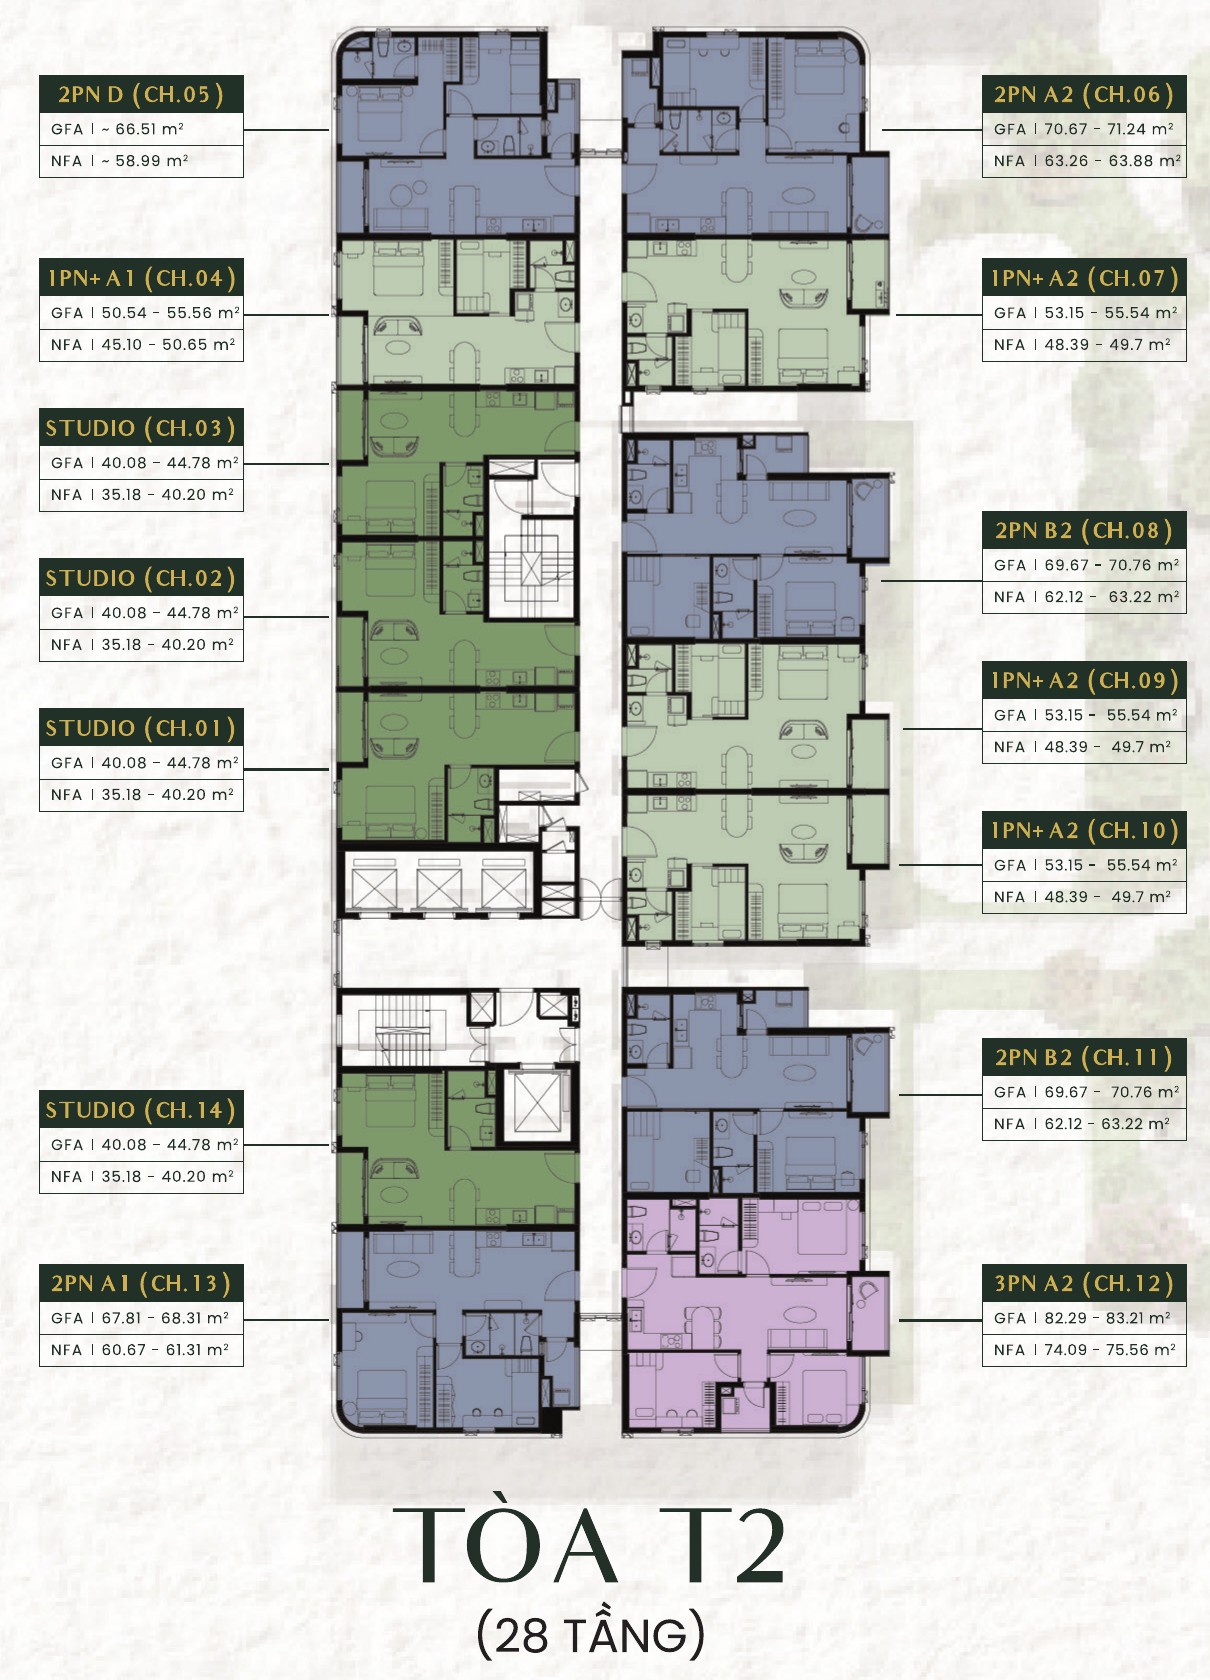 2PN D (CH.05)
GFA | ~ 66.51 m²
NFA | ~ 58.99 m²
1PN+ A1 (CH.04)
GFA | 50.54 - 55.56 m²
NFA | 45.10 - 50.65 m²
STUDIO (CH.03)
GFA | 40.08 - 44.78 m²
NFA | 35.18 - 40.20 m²
STUDIO (CH.02)
GFA | 40.08 - 44.78 m²
NFA | 35.18 - 40.20 m²
STUDIO (CH.01)
GFA | 40.08 - 44.78 m²
NFA | 35.18 - 40.20 m²
STUDIO (CH.14)
GFA | 40.08 - 44.78 m²
NFA | 35.18 - 40.20 m²
2PN A1 (CH.13)
GFA | 67.81 - 68.31 m²
NFA | 60.67 - 61.31 m²
2PN A2 (CH.06)
GFA | 70.67 - 71.24 m²
NFA | 63.26 - 63.88 m²
1PN+ A2 (CH.07)
GFA | 53.15 - 55.54 m²
NFA | 48.39 - 49.7 m²
2PN B2 (CH.08)
GFA | 69.67 - 70.76 m²
NFA | 62.12 - 63.22 m²
1PN+ A2 (CH.09)
GFA | 53.15 - 55.54 m²
NFA | 48.39 - 49.7 m²
1PN+ A2 (CH.10)
GFA | 53.15 - 55.54 m²
NFA | 48.39 - 49.7 m²
2PN B2 (CH.11)
GFA | 69.67 - 70.76 m²
NFA | 62.12 - 63.22 m²
3PN A2 (CH.12)
GFA | 82.29 - 83.21 m²
NFA | 74.09 - 75.56 m²
TÒA T2
(28 TẦNG)